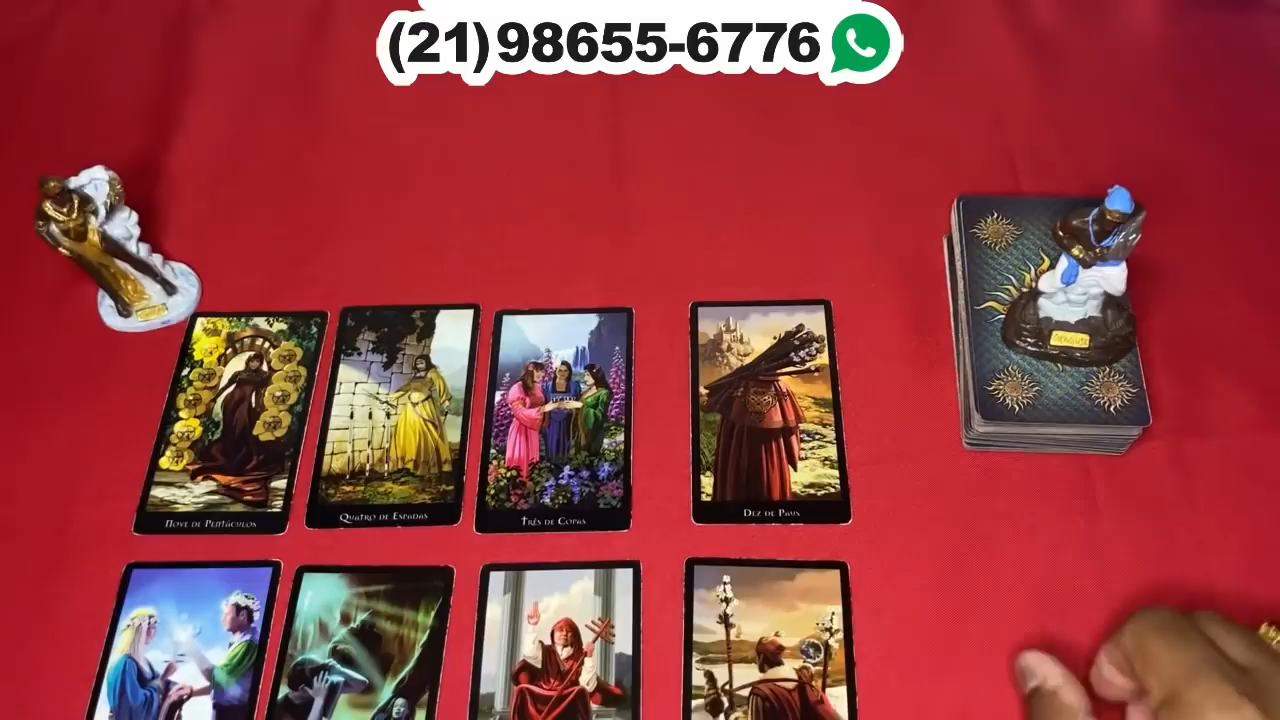 (21)98655-6776
Nove de Pentáculos
Quatro de Espadas
Três de Copas
Dez de Paus